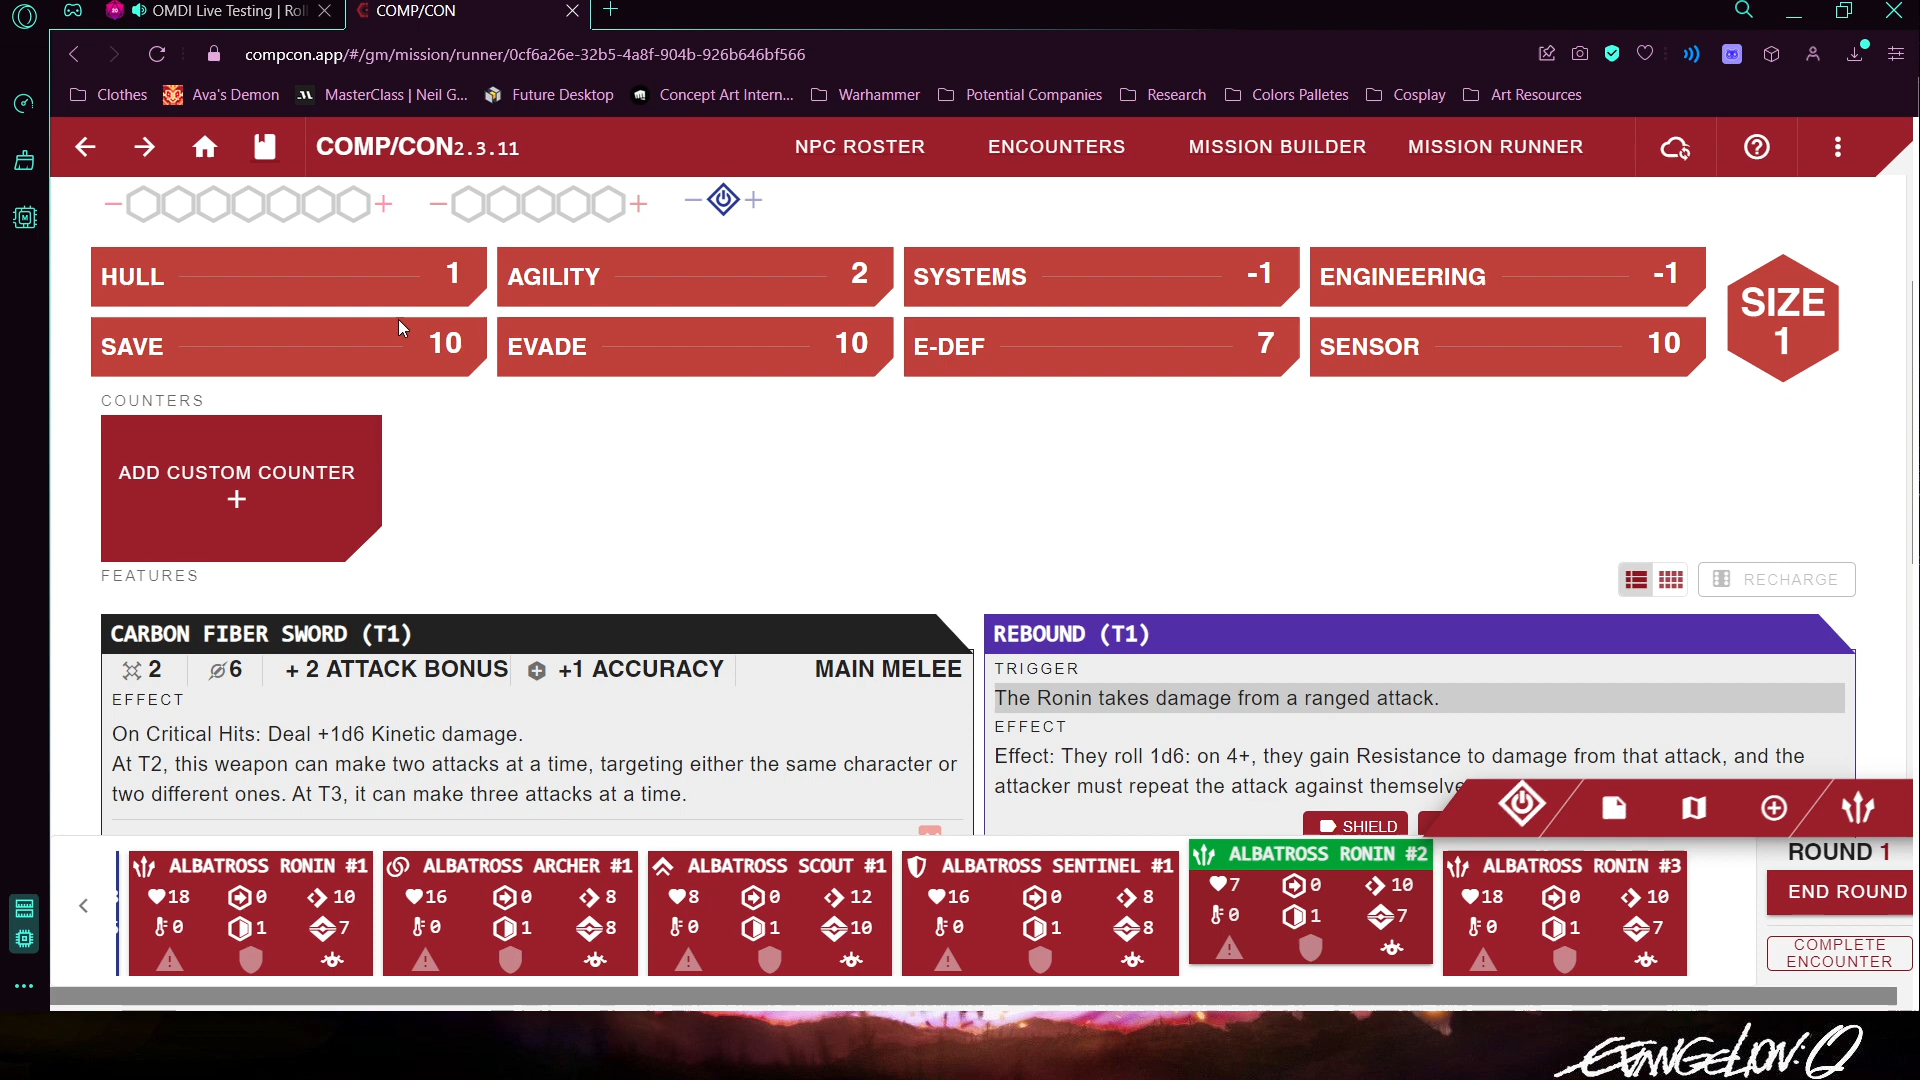 OMDI Live Testing | Rol
COMP/CON
compcon.app/#/gm/mission/runner/0cf6a26e-32b5-4a8f-904b-926b646bf566
Clothes
Ava's Demon
MasterClass | Neil G...
Future Desktop
Concept Art Intern...
Warhammer
Potential Companies
Research
Colors Palletes
Cosplay
Art Resources
COMP/CON2.3.11
NPC ROSTER
ENCOUNTERS
MISSION BUILDER
MISSION RUNNER
HULL 1
AGILITY 2
SYSTEMS -1
ENGINEERING -1
SIZE
1
SAVE 10
EVADE 10
E-DEF 7
SENSOR 10
COUNTERS
ADD CUSTOM COUNTER
+
FEATURES
RECHARGE
CARBON FIBER SWORD (T1)
2 6 + 2 ATTACK BONUS +1 ACCURACY MAIN MELEE
EFFECT
On Critical Hits: Deal +1d6 Kinetic damage.
At T2, this weapon can make two attacks at a time, targeting either the same character or
two different ones. At T3, it can make three attacks at a time.
REBOUND (T1)
TRIGGER
The Ronin takes damage from a ranged attack.
EFFECT
Effect: They roll 1d6: on 4+, they gain Resistance to damage from that attack, and the
attacker must repeat the attack against themselve
SHIELD
ALBATROSS RONIN #1
18 0 10
0 1 7
ALBATROSS ARCHER #1
16 0 8
0 1 8
ALBATROSS SCOUT #1
8 0 12
0 1 10
ALBATROSS SENTINEL #1
16 0 8
0 1 8
ALBATROSS RONIN #2
7 0 10
0 1 7
ALBATROSS RONIN #3
18 0 10
0 1 7
ROUND 1
END ROUND
COMPLETE
ENCOUNTER
EVANGELION:Q